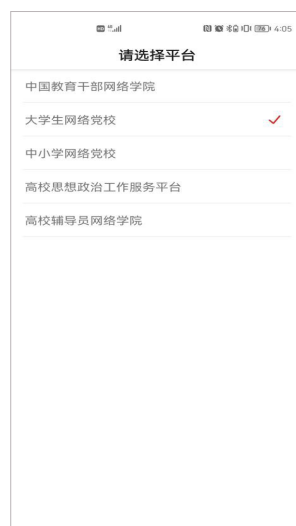 4:05
请选择平台
中国教育干部网络学院
大学生网络党校
中小学网络党校
高校思想政治工作服务平台
高校辅导员网络学院